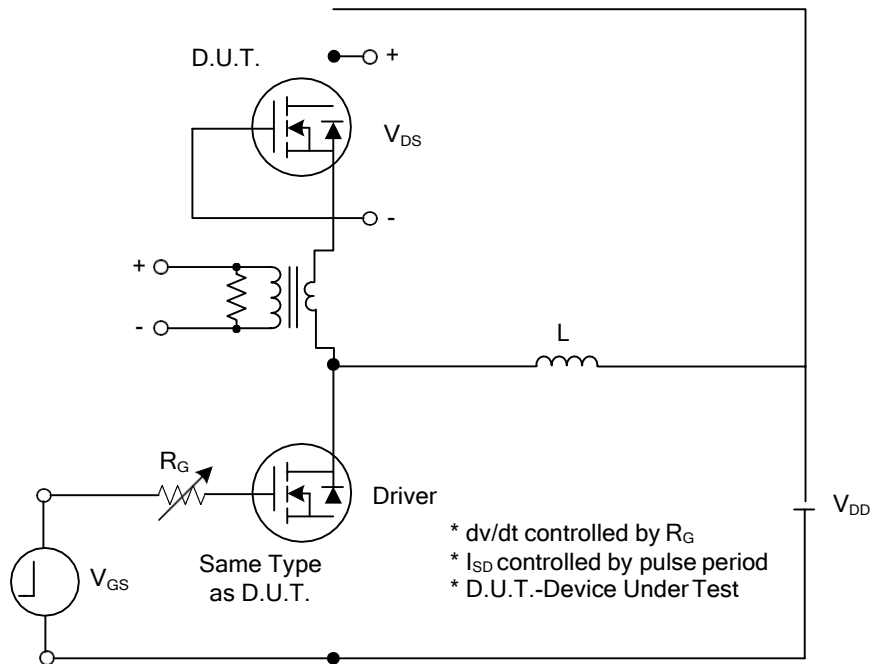 D.U.T.
+
V_DS
-
+
-
L
R_G
Driver
V_DD
V_GS
Same Type
as D.U.T.
* dv/dt controlled by R_G
* I_SD controlled by pulse period
* D.U.T.-Device Under Test